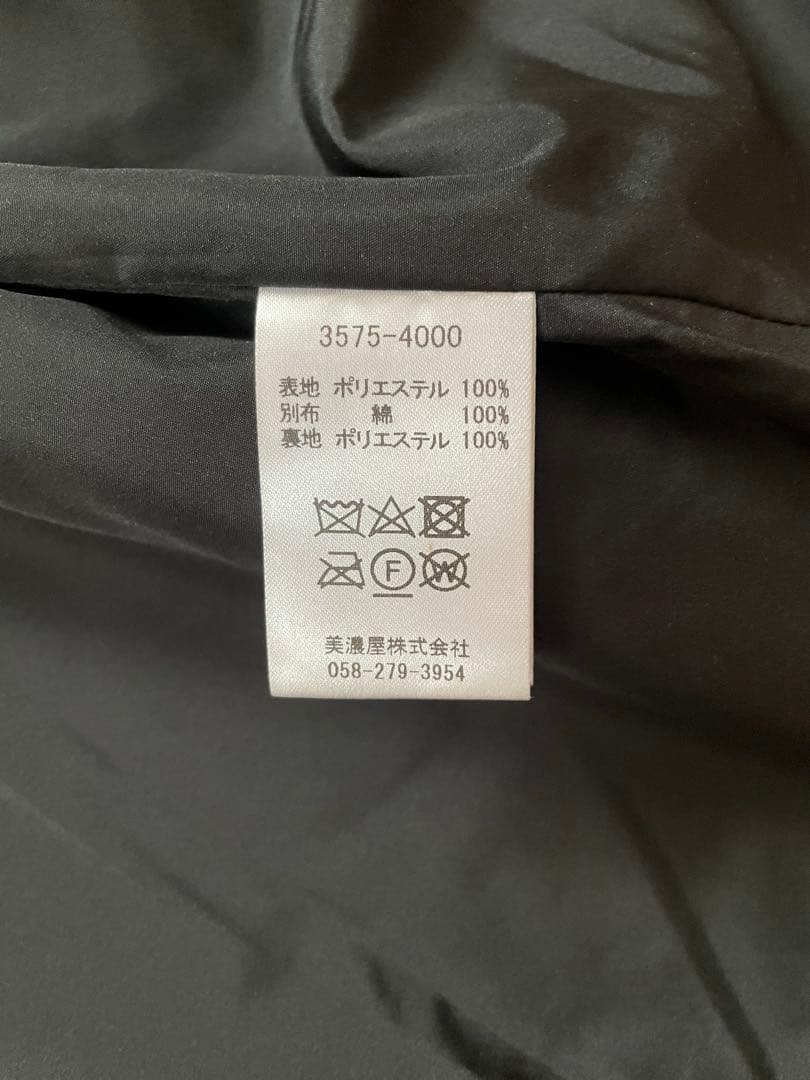 3575-4000
表地 ポリエステル 100%
別布 綿 100%
裏地 ポリエステル 100%
F W
美濃屋株式会社
058-279-3954